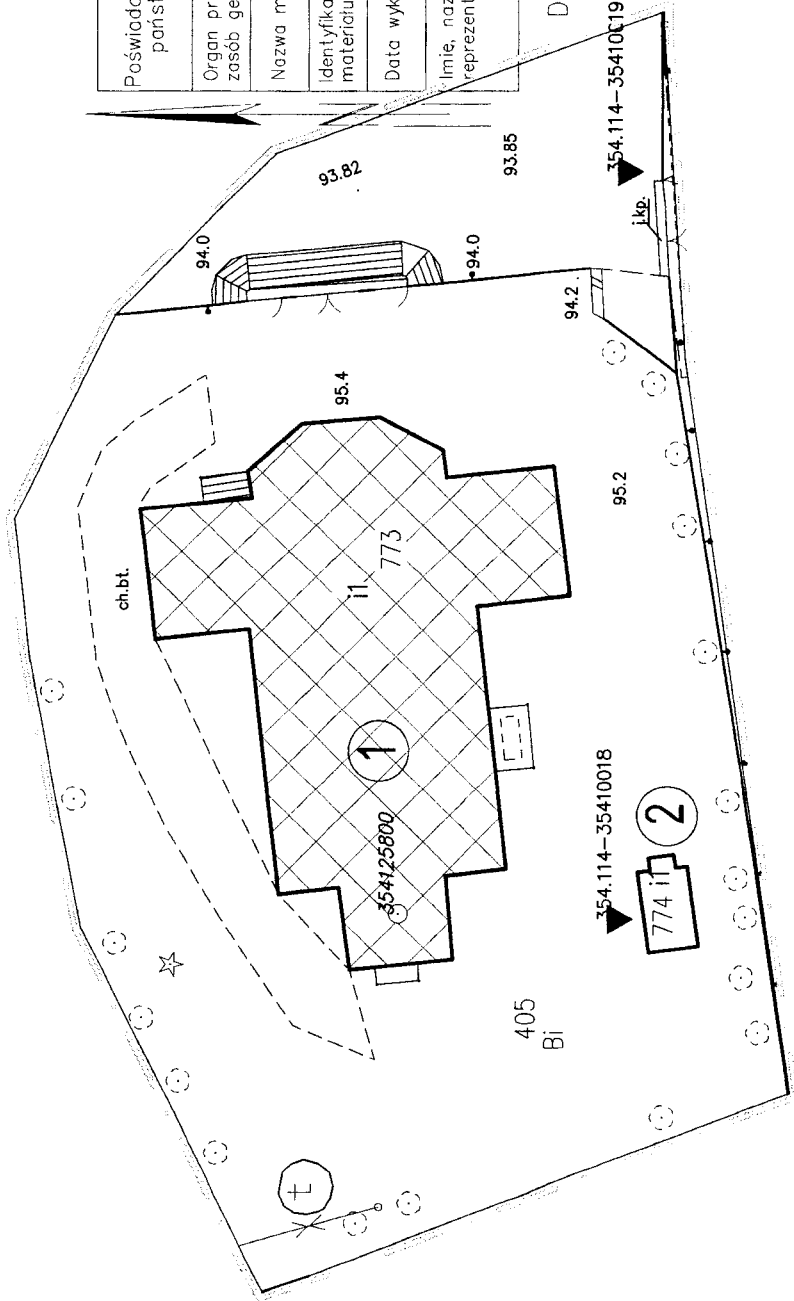 Poświadc
państ
Organ pr
zasób ge
Nazwa m
Identyfika
materiału
Data wyk
Imię, naz
reprezent
D
354.114-35410019
93.82
93.85
94.0
94.0
j.kp.
94.2
95.4
95.2
ch.bt.
i1
773
1
354125800
354.114-35410018
2
774 i1
405
Bi
t